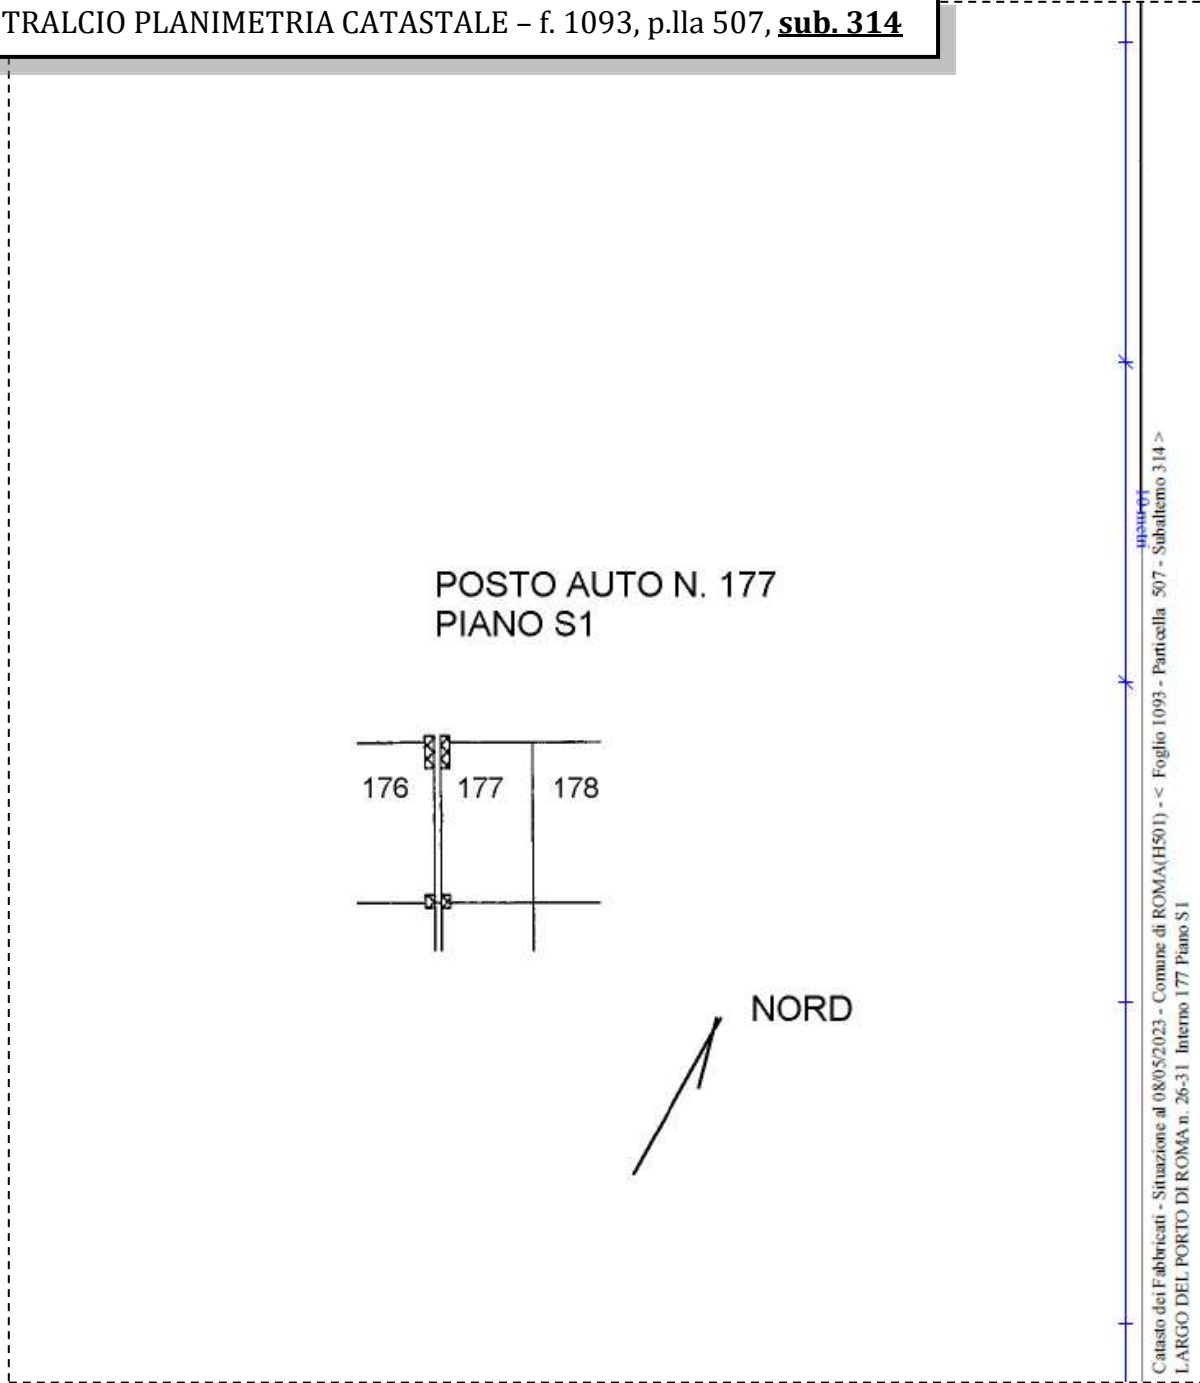 TRALCIO PLANIMETRIA CATASTALE – f. 1093, p.lla 507, sub. 314
POSTO AUTO N. 177
PIANO S1
176
177
178
NORD
10 metri
Catasto dei Fabbricati - Situazione al 08/05/2023 - Comune di ROMA(H501) - < Foglio 1093 - Particella 507 - Subalterno 314 >
LARGO DEL PORTO DI ROMA n. 26-31 Interno 177 Piano S1